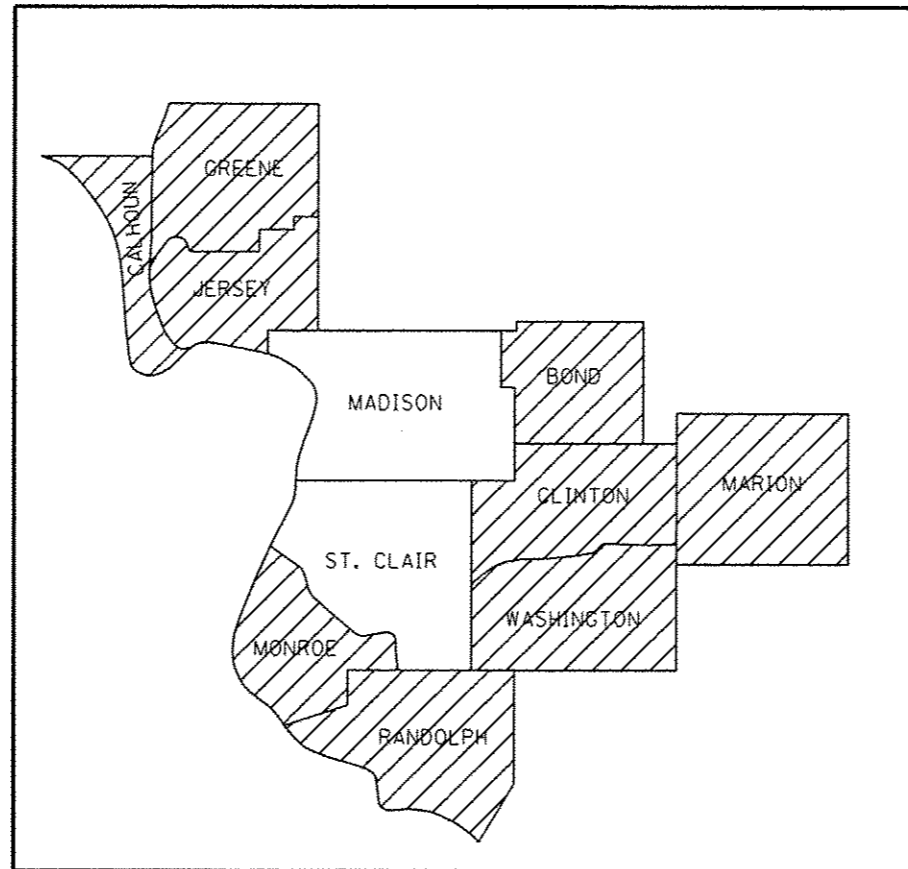 GREENE
CALHOUN
JERSEY
BOND
MADISON
MARION
CLINTON
ST. CLAIR
WASHINGTON
MONROE
RANDOLPH